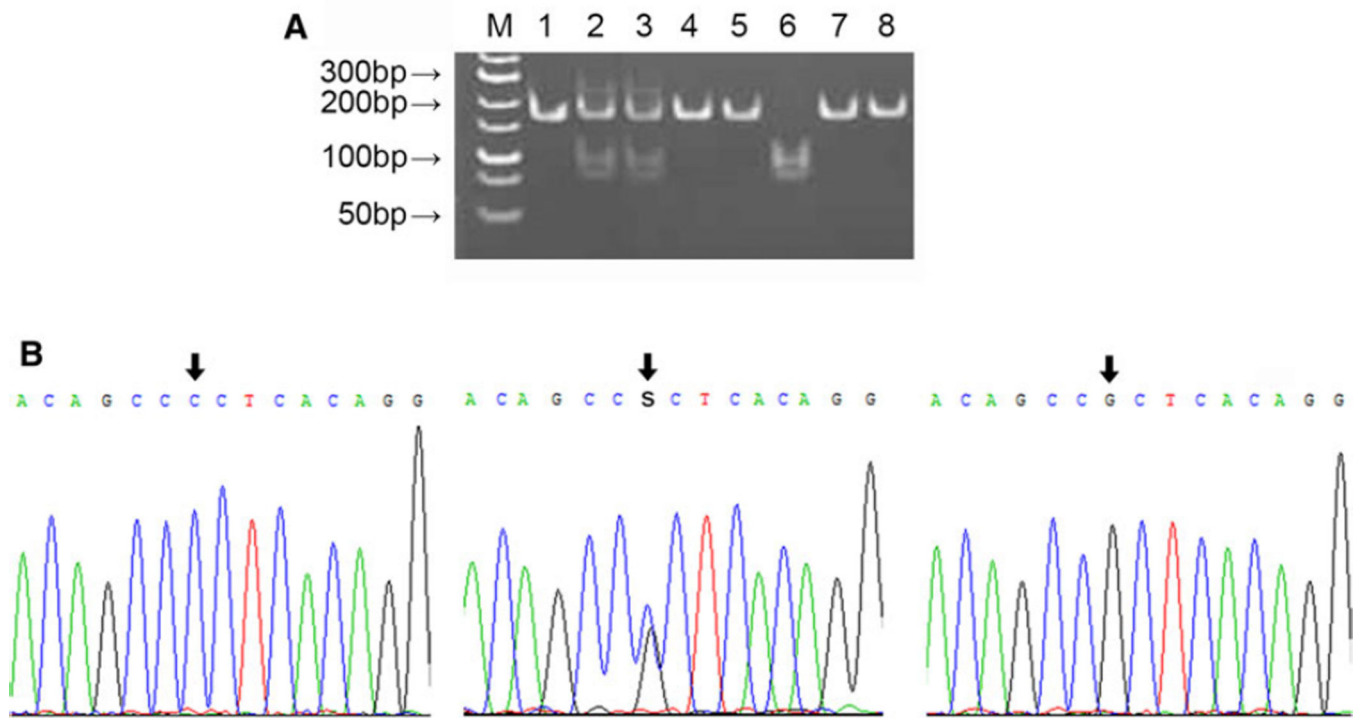 A
M 1 2 3 4 5 6 7 8
300bp→
200bp→
100bp→
50bp→
B
A C A G C C C C T C A C A G G
A C A G C C S C T C A C A G G
A C A G C C G C T C A C A G G